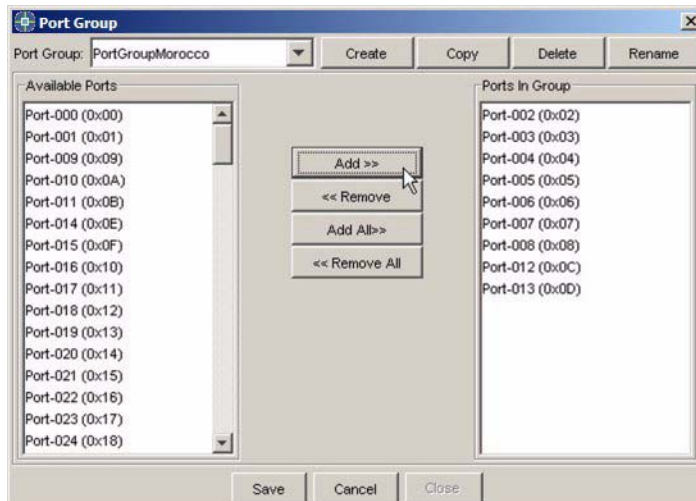 Port Group
Port Group: PortGroupMorocco Create Copy Delete Rename
Available Ports
Port-000 (0x00)
Port-001 (0x01)
Port-009 (0x09)
Port-010 (0x0A)
Port-011 (0x0B)
Port-014 (0x0E)
Port-015 (0x0F)
Port-016 (0x10)
Port-017 (0x11)
Port-018 (0x12)
Port-019 (0x13)
Port-020 (0x14)
Port-021 (0x15)
Port-022 (0x16)
Port-023 (0x17)
Port-024 (0x18)
Add >>
<< Remove
Add All>>
<< Remove All
Ports In Group
Port-002 (0x02)
Port-003 (0x03)
Port-004 (0x04)
Port-005 (0x05)
Port-006 (0x06)
Port-007 (0x07)
Port-008 (0x08)
Port-012 (0x0C)
Port-013 (0x0D)
Save Cancel Close